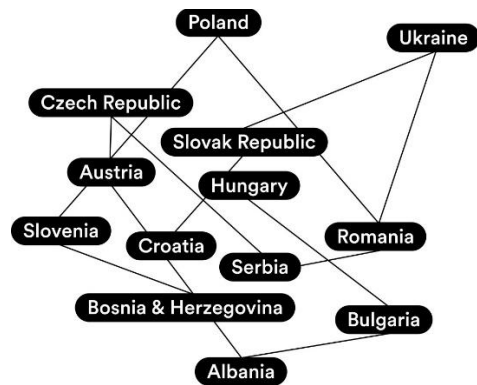 Poland
Ukraine
Czech Republic
Slovak Republic
Austria
Hungary
Slovenia
Croatia
Romania
Serbia
Bosnia & Herzegovina
Bulgaria
Albania